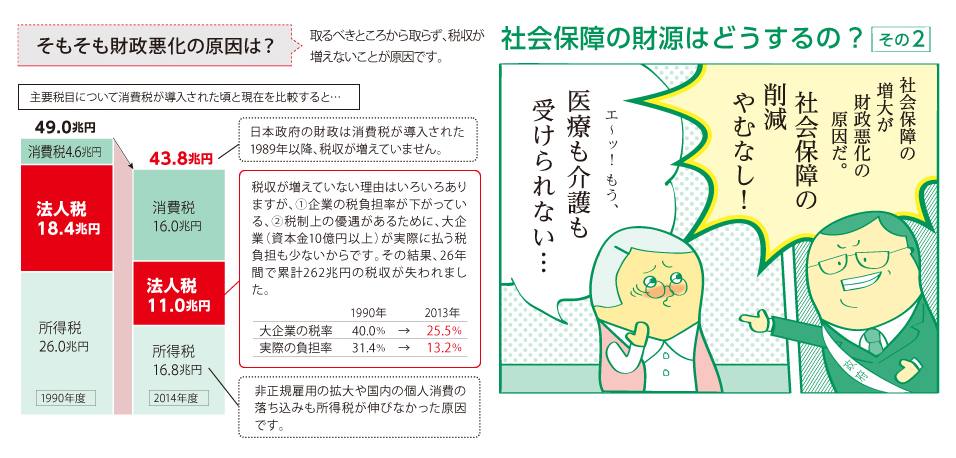 そもそも財政悪化の原因は？
取るべきところから取らず、税収が
増えないことが原因です。
主要税目について消費税が導入された頃と現在を比較すると…
49.0兆円
消費税4.6兆円
法人税
18.4兆円
所得税
26.0兆円
1990年度
43.8兆円
消費税
16.0兆円
法人税
11.0兆円
所得税
16.8兆円
2014年度
日本政府の財政は消費税が導入された
1989年以降、税収が増えていません。
税収が増えていない理由はいろいろあり
ますが、①企業の税負担率が下がってい
る、②税制上の優遇があるために、大企
業（資本金10億円以上）が実際に払う税
負担も少ないからです。その結果、26年
間で累計262兆円の税収が失われまし
た。
1990年 2013年
大企業の税率 40.0% → 25.5%
実際の負担率 31.4% → 13.2%
非正規雇用の拡大や国内の個人消費の
落ち込みも所得税が伸びなかった原因
です。
社会保障の財源はどうするの？ その2
社会保障の
増大が
財政悪化の
原因だ。
社会保障の
削減
やむなし！
エ～ッ！もう、
医療も介護も
受けられない…
政府